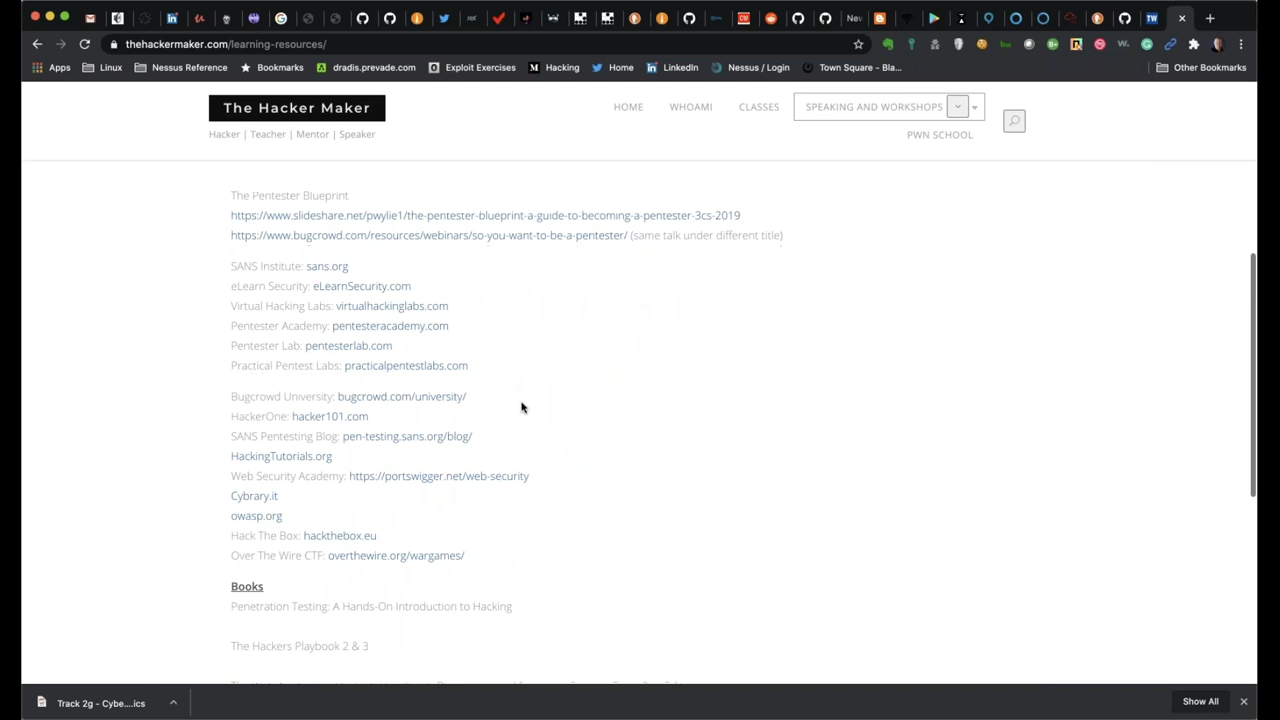 CW
New
TW
thehackermaker.com/learning-resources/
Apps
Linux
Nessus Reference
Bookmarks
dradis.prevade.com
Exploit Exercises
Hacking
Home
LinkedIn
Nessus / Login
Town Square - Bla...
Other Bookmarks
The Hacker Maker
Hacker | Teacher | Mentor | Speaker
HOME
WHOAMI
CLASSES
SPEAKING AND WORKSHOPS
PWN SCHOOL
The Pentester Blueprint
https://www.slideshare.net/pwylie1/the-pentester-blueprint-a-guide-to-becoming-a-pentester-3cs-2019
https://www.bugcrowd.com/resources/webinars/so-you-want-to-be-a-pentester/ (same talk under different title)
SANS Institute: sans.org
eLearn Security: eLearnSecurity.com
Virtual Hacking Labs: virtualhackinglabs.com
Pentester Academy: pentesteracademy.com
Pentester Lab: pentesterlab.com
Practical Pentest Labs: practicalpentestlabs.com
Bugcrowd University: bugcrowd.com/university/
HackerOne: hacker101.com
SANS Pentesting Blog: pen-testing.sans.org/blog/
HackingTutorials.org
Web Security Academy: https://portswigger.net/web-security
Cybrary.it
owasp.org
Hack The Box: hackthebox.eu
Over The Wire CTF: overthewire.org/wargames/
Books
Penetration Testing: A Hands-On Introduction to Hacking
The Hackers Playbook 2 & 3
Track 2g - Cybe....ics
Show All